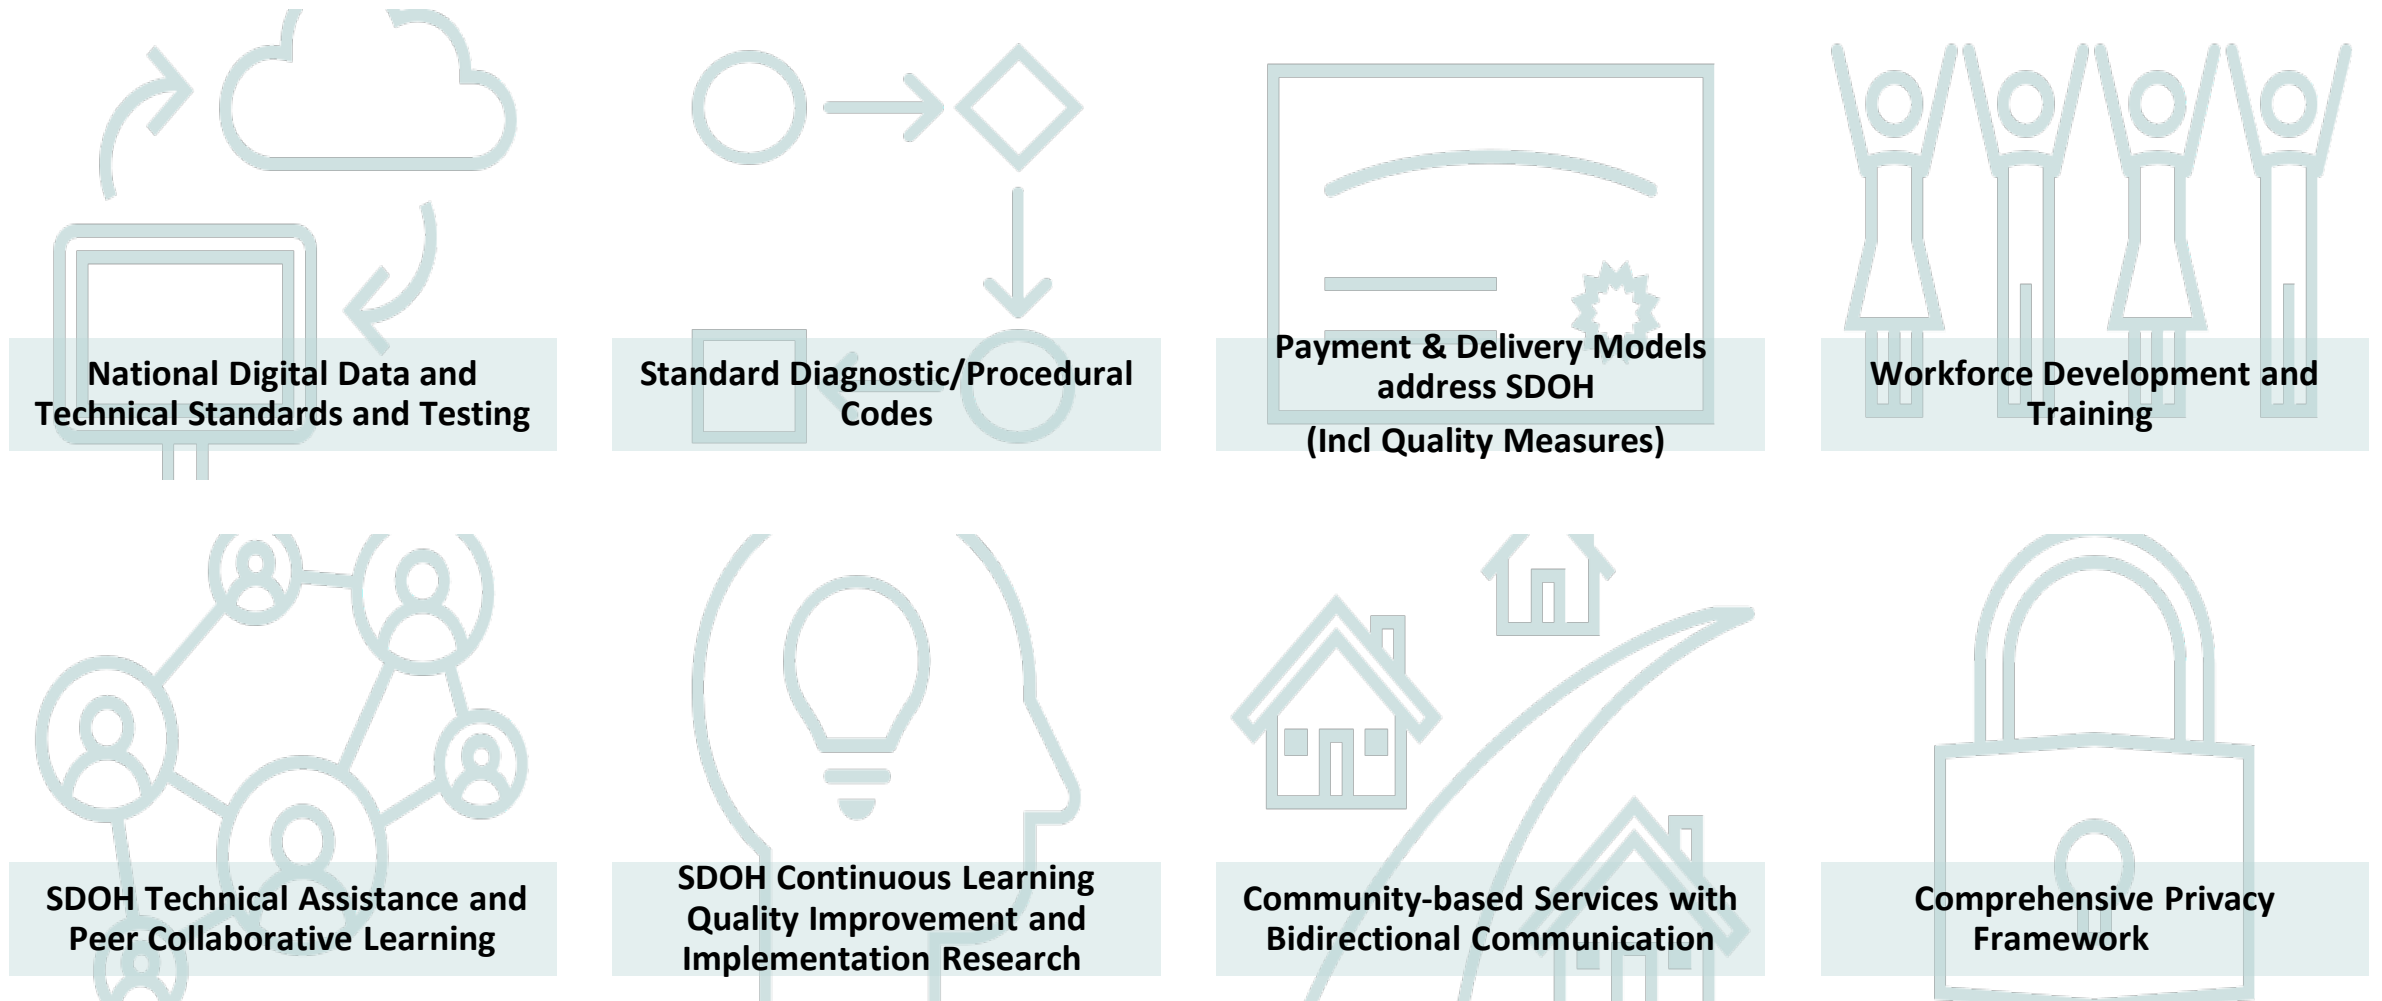 National Digital Data and
Technical Standards and Testing
Standard Diagnostic/Procedural
Codes
Payment & Delivery Models
address SDOH
(Incl Quality Measures)
Workforce Development and
Training
SDOH Technical Assistance and
Peer Collaborative Learning
SDOH Continuous Learning
Quality Improvement and
Implementation Research
Community-based Services with
Bidirectional Communication
Comprehensive Privacy
Framework